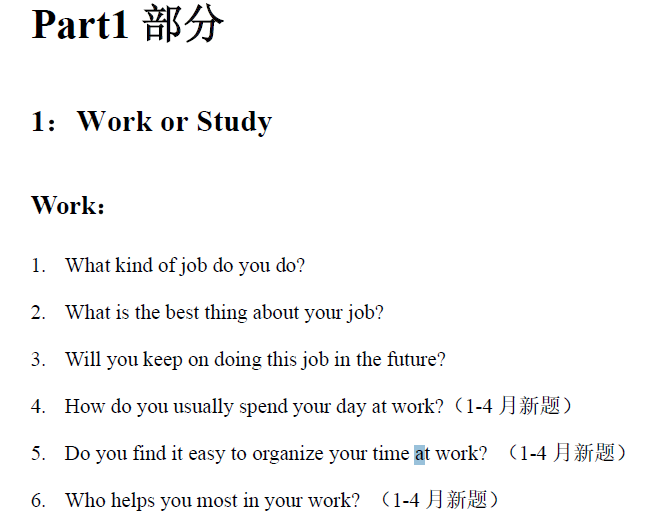 Part1 部分
1：Work or Study
Work：
1. What kind of job do you do?
2. What is the best thing about your job?
3. Will you keep on doing this job in the future?
4. How do you usually spend your day at work?（1-4 月新题）
5. Do you find it easy to organize your time at work? （1-4 月新题）
6. Who helps you most in your work? （1-4 月新题）